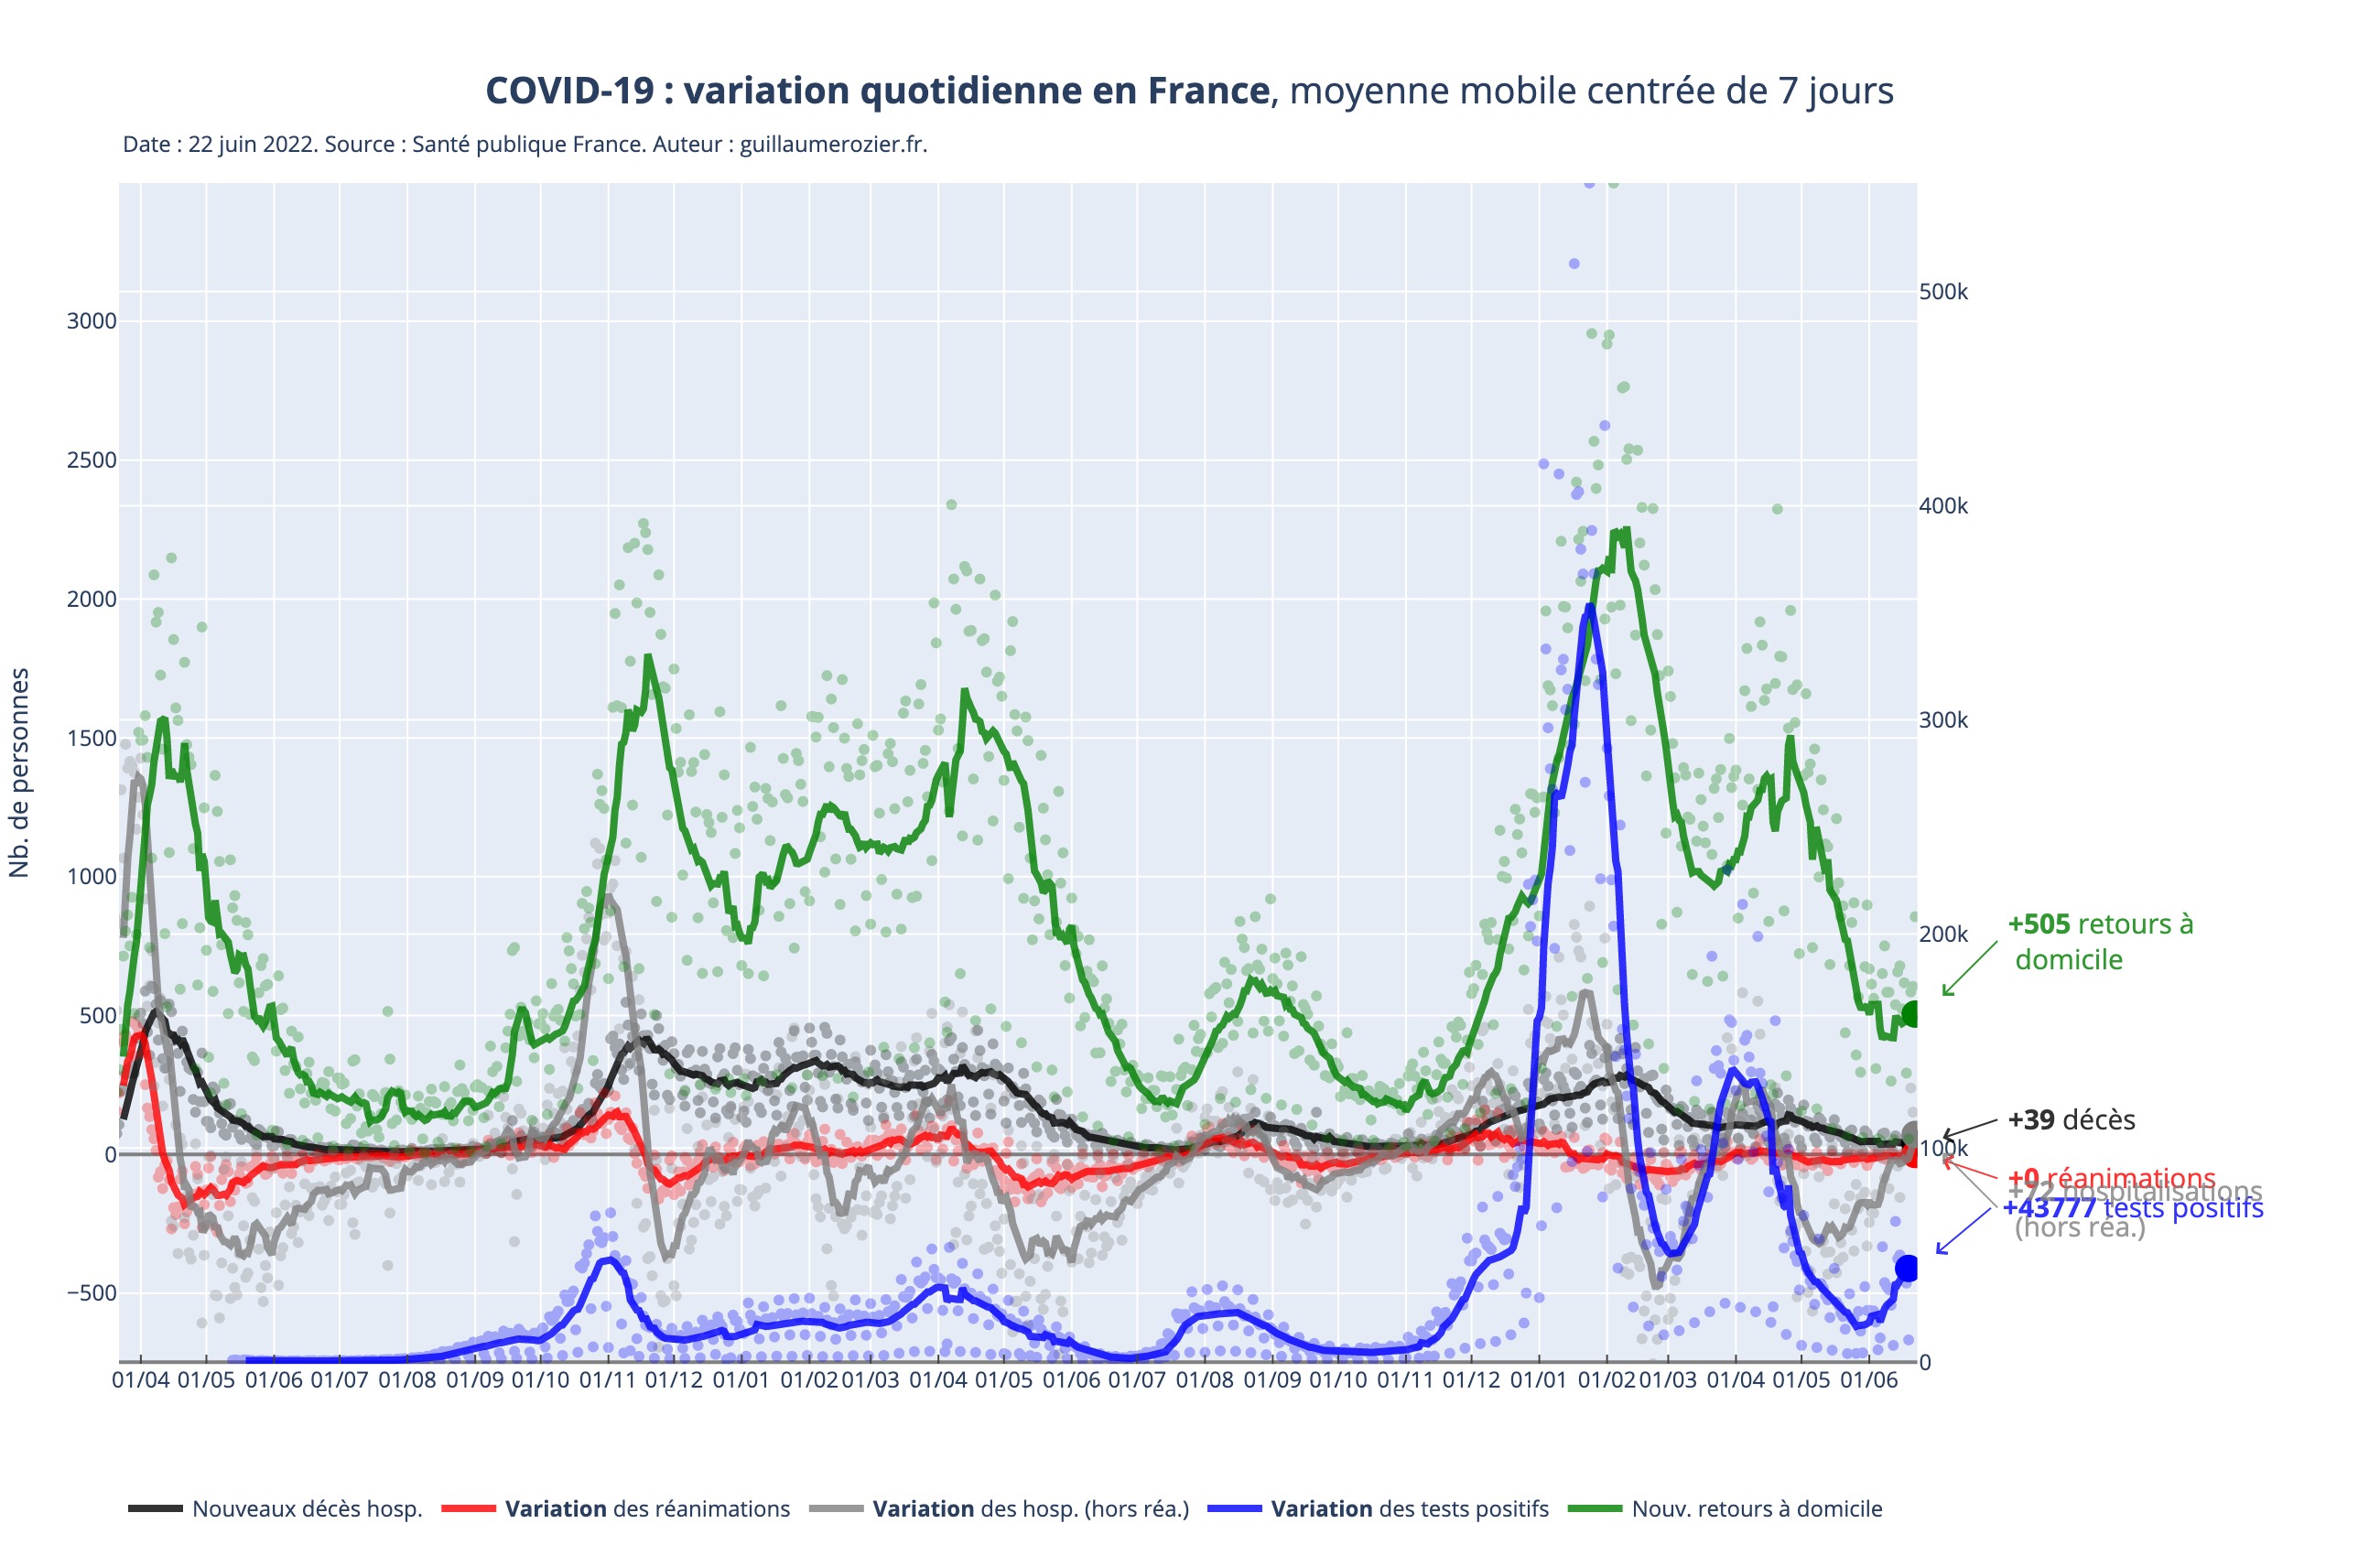 COVID-19 : variation quotidienne en France, moyenne mobile centrée de 7 jours
Date : 22 juin 2022. Source : Santé publique France. Auteur : guillaumerozier.fr.
Nb. de personnes
3000
2500
2000
1500
1000
500
0
−500
500k
400k
300k
200k
100k
0
+505 retours à
domicile
+39 décès
+0 réanimations
+72 hospitalisations
(hors réa.)
+43777 tests positifs
01/04 01/05 01/06 01/07 01/08 01/09 01/10 01/11 01/12 01/01 01/02 01/03 01/04 01/05 01/06 01/07 01/08 01/09 01/10 01/11 01/12 01/01 01/02 01/03 01/04 01/05 01/06
Nouveaux décès hosp. Variation des réanimations Variation des hosp. (hors réa.) Variation des tests positifs Nouv. retours à domicile